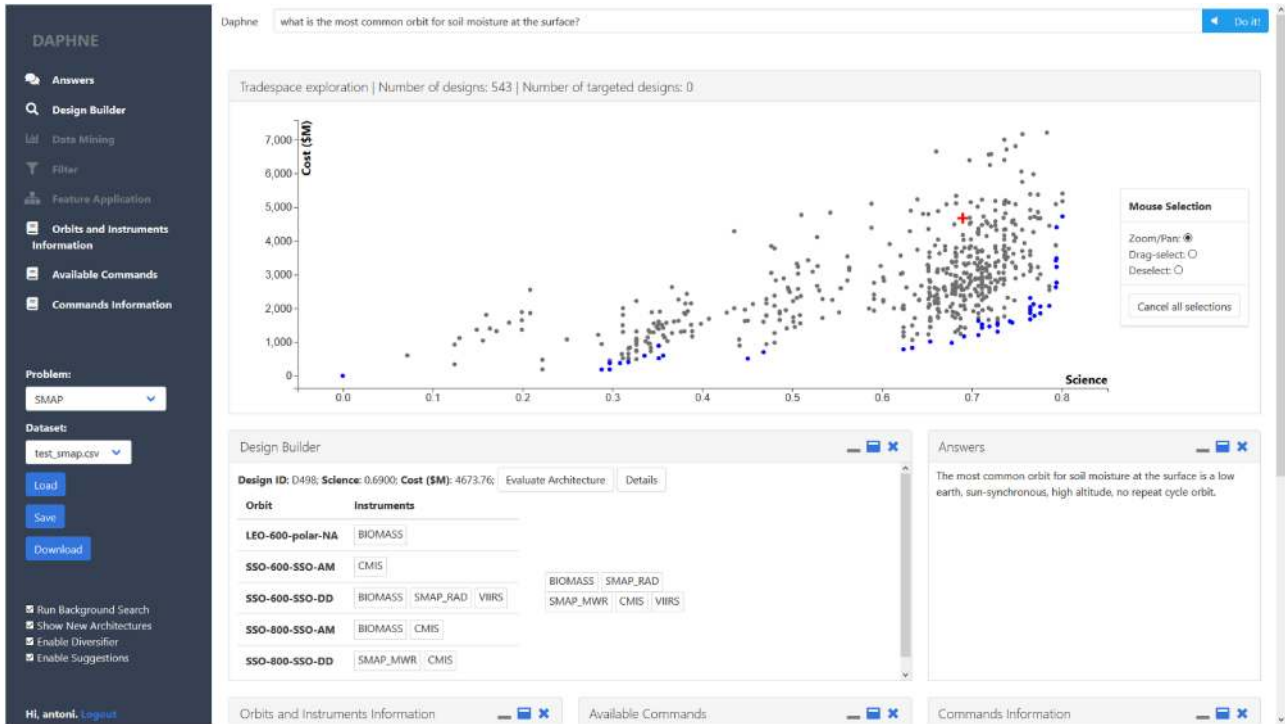 DAPHNE
Answers
Design Builder
Data Mining
Filter
Feature Application
Orbits and Instruments
Information
Available Commands
Commands Information
Problem:
SMAP
Dataset:
test_smap.csv
Load
Save
Download
Run Background Search
Show New Architectures
Enable Diversifier
Enable Suggestions
Hi, antoni. Logout
Daphne what is the most common orbit for soil moisture at the surface? Do it!
Tradespace exploration | Number of designs: 543 | Number of targeted designs: 0
Cost ($M)
7,000
6,000
5,000
4,000
3,000
2,000
1,000
0
Science
0.0 0.1 0.2 0.3 0.4 0.5 0.6 0.7 0.8
Mouse Selection
Zoom/Pan:
Drag-select:
Deselect:
Cancel all selections
Design Builder
Design ID: D498; Science: 0.6900; Cost ($M): 4673.76; Evaluate Architecture Details
Orbit Instruments
LEO-600-polar-NA BIOMASS
SSO-600-SSO-AM CMIS
SSO-600-SSO-DD BIOMASS SMAP_RAD VIIRS
SSO-800-SSO-AM BIOMASS CMIS
SSO-800-SSO-DD SMAP_MWR CMIS
BIOMASS SMAP_RAD
SMAP_MWR CMIS VIIRS
Answers
The most common orbit for soil moisture at the surface is a low
earth, sun-synchronous, high altitude, no repeat cycle orbit.
Orbits and Instruments Information
Available Commands
Commands Information